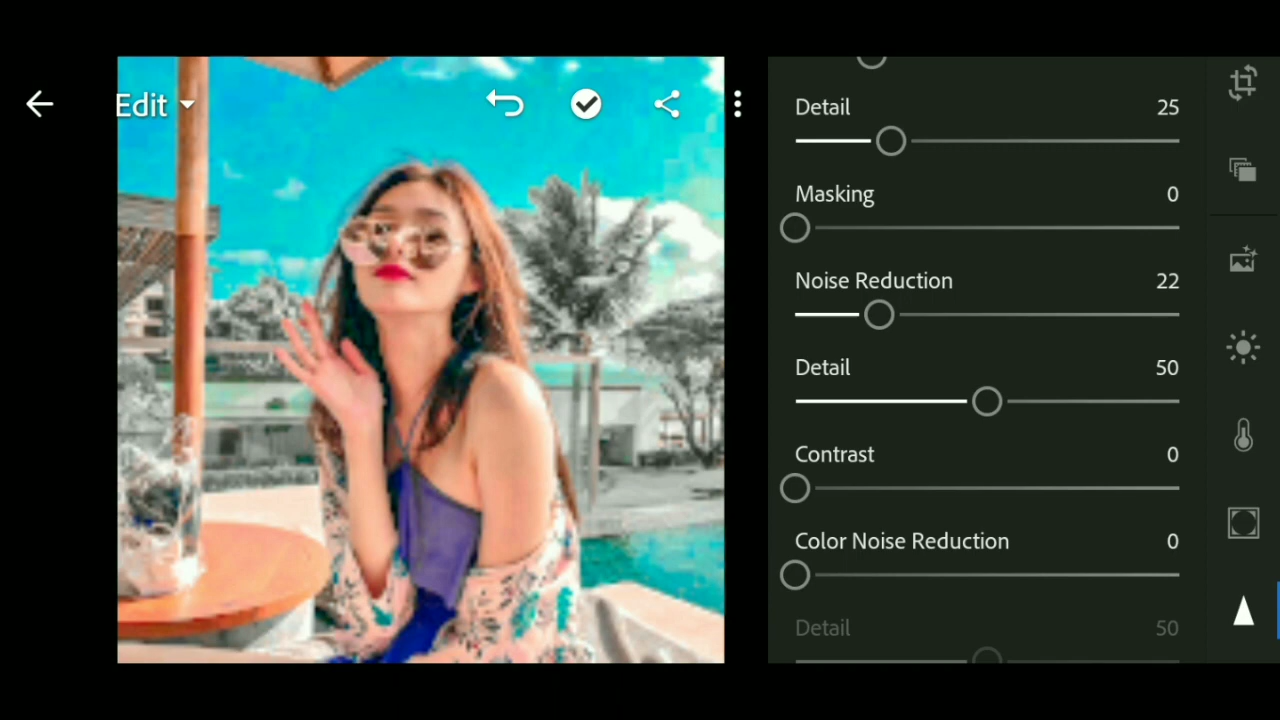 Edit
Detail 25
Masking 0
Noise Reduction 22
Detail 50
Contrast 0
Color Noise Reduction 0
Detail 50